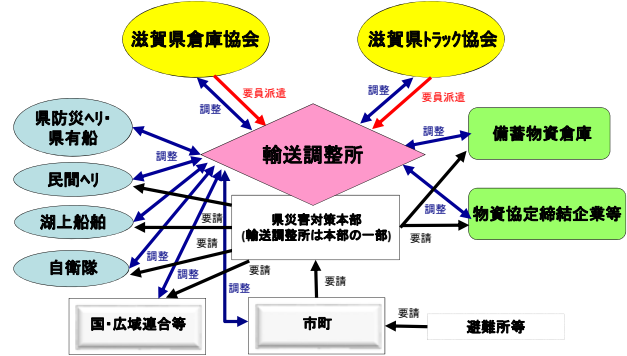 滋賀県倉庫協会
滋賀県トラック協会
要員派遣
調整
調整
要員派遣
県防災ヘリ・
県有船
調整
調整
備蓄物資倉庫
輸送調整所
民間ヘリ
調整
物資協定締結企業等
湖上船舶
要請
県災害対策本部
(輸送調整所は本部の一部)
要請
要請
自衛隊
調整
要請
調整
要請
国・広域連合等
市町
要請
避難所等